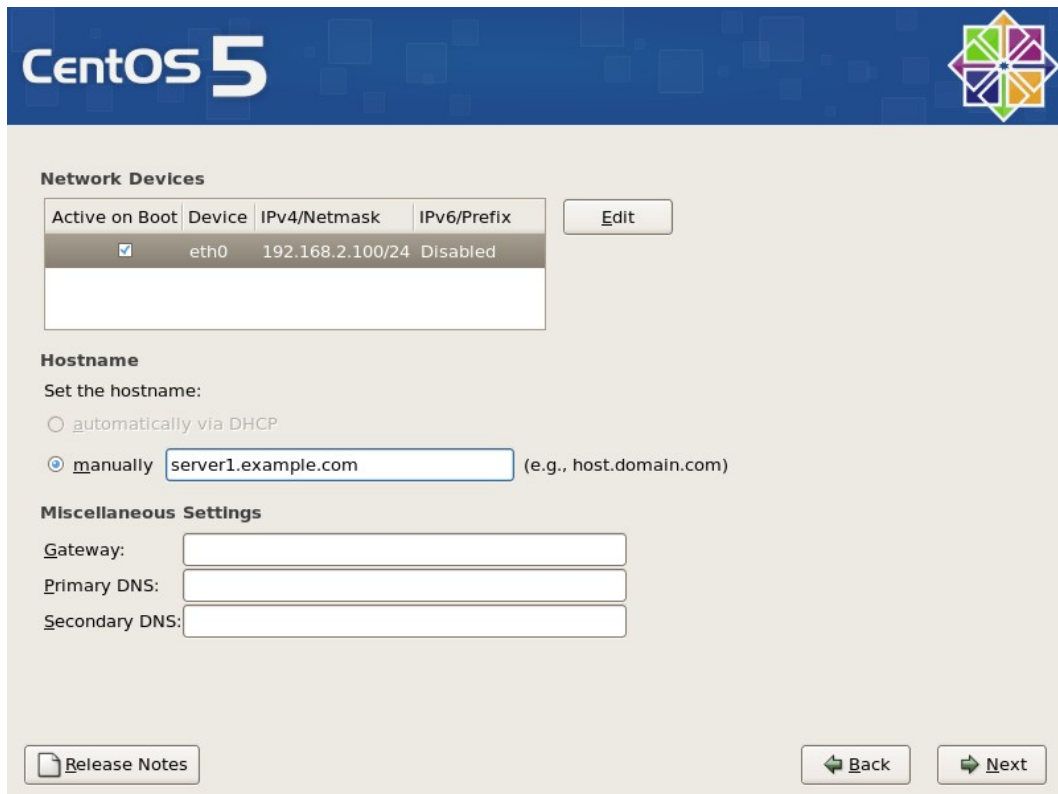 CentOS 5
Network Devices
Active on Boot Device IPv4/Netmask IPv6/Prefix
Edit
eth0 192.168.2.100/24 Disabled
Hostname
Set the hostname:
automatically via DHCP
manually server1.example.com (e.g., host.domain.com)
Miscellaneous Settings
Gateway:
Primary DNS:
Secondary DNS:
Release Notes
Back
Next